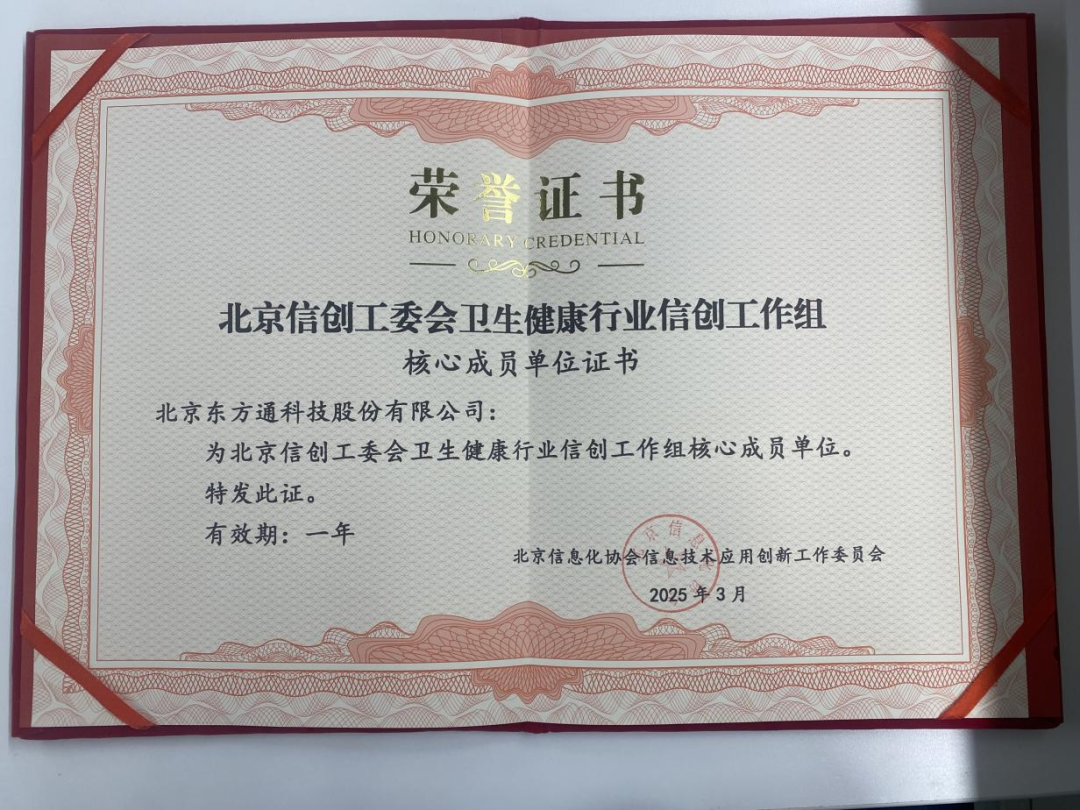 荣誉证书
HONORARY CREDENTIAL
北京信创工委会卫生健康行业信创工作组
核心成员单位证书
北京东方通科技股份有限公司：
为北京信创工委会卫生健康行业信创工作组核心成员单位。
特发此证。
有效期：一年
北京信息化协会信息技术应用创新工作委员会
2025年3月